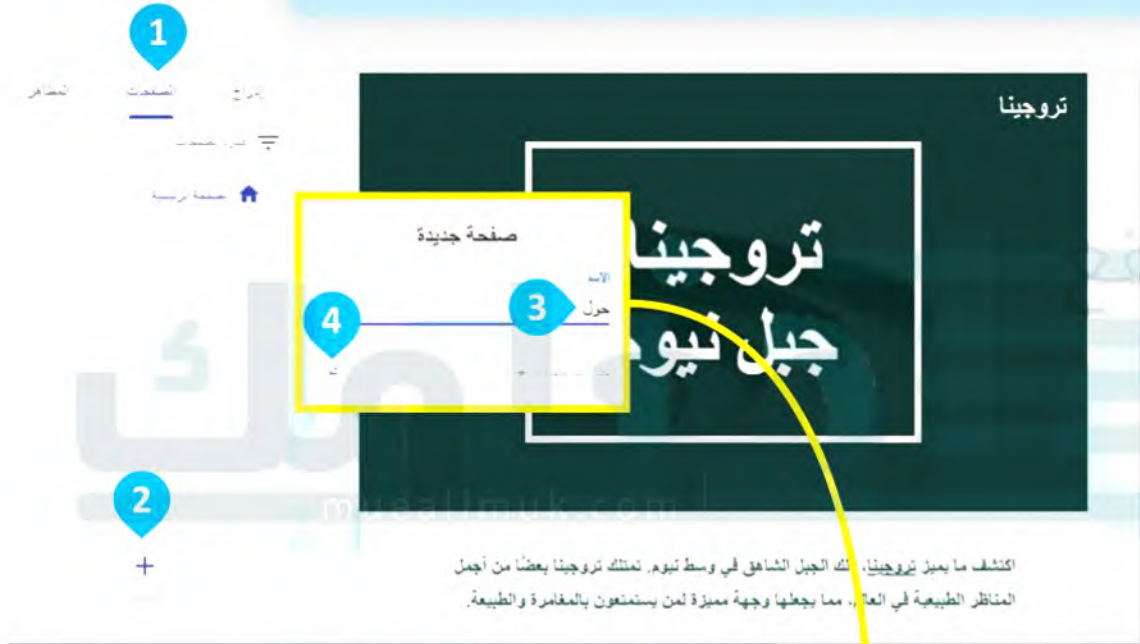 1
إدراج الصفحات المظاهر
صفحة رئيسية
2
+
صفحة جديدة
الاسم
حول
3
4
تروجينا
تروجينا
جبل نيوم
muaallimuk.com
اكتشف ما يميز تروجينا، ذلك الجبل الشاهق في وسط نيوم. تمتلك تروجينا بعضًا من أجمل
المناظر الطبيعية في العالم، مما يجعلها وجهة مميزة لمن يستمتعون بالمغامرة والطبيعة.